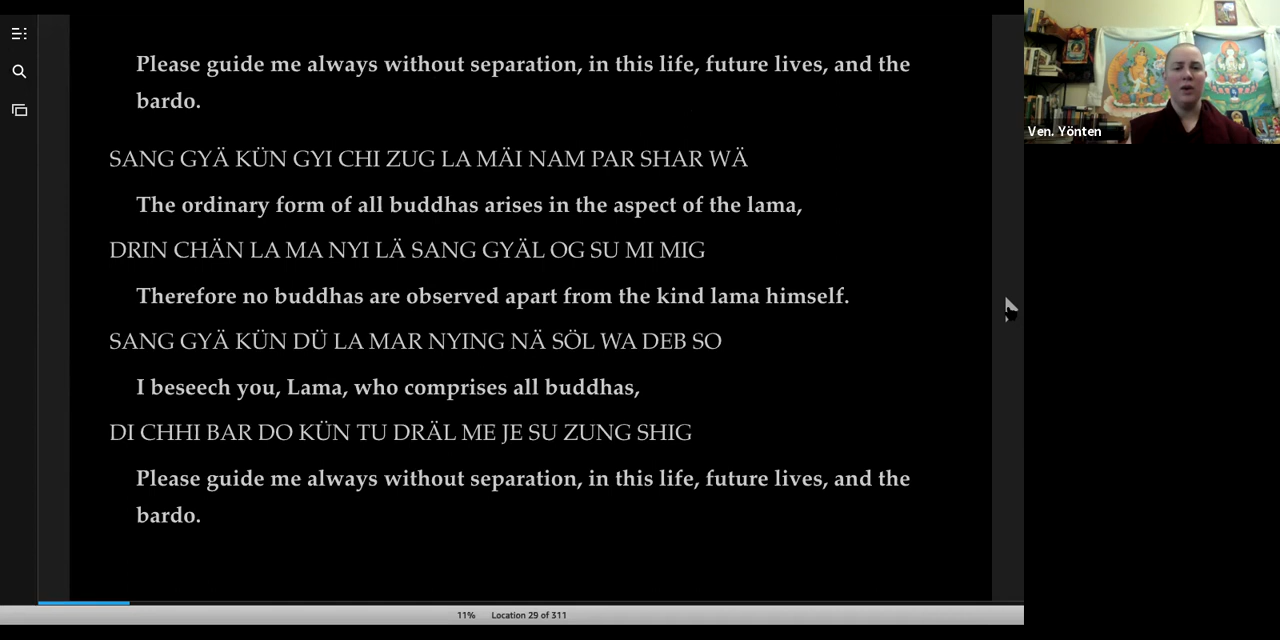 Please guide me always without separation, in this life, future lives, and the
bardo.
SANG GYÄ KÜN GYI CHI ZUG LA MÄI NAM PAR SHAR WÄ
The ordinary form of all buddhas arises in the aspect of the lama,
DRIN CHÄN LA MA NYI LÄ SANG GYÄL OG SU MI MIG
Therefore no buddhas are observed apart from the kind lama himself.
SANG GYÄ KÜN DÜ LA MAR NYING NÄ SÖL WA DEB SO
I beseech you, Lama, who comprises all buddhas,
DI CHHI BAR DO KÜN TU DRÄL ME JE SU ZUNG SHIG
Please guide me always without separation, in this life, future lives, and the
bardo.
11% Location 29 of 311
Ven. Yönten